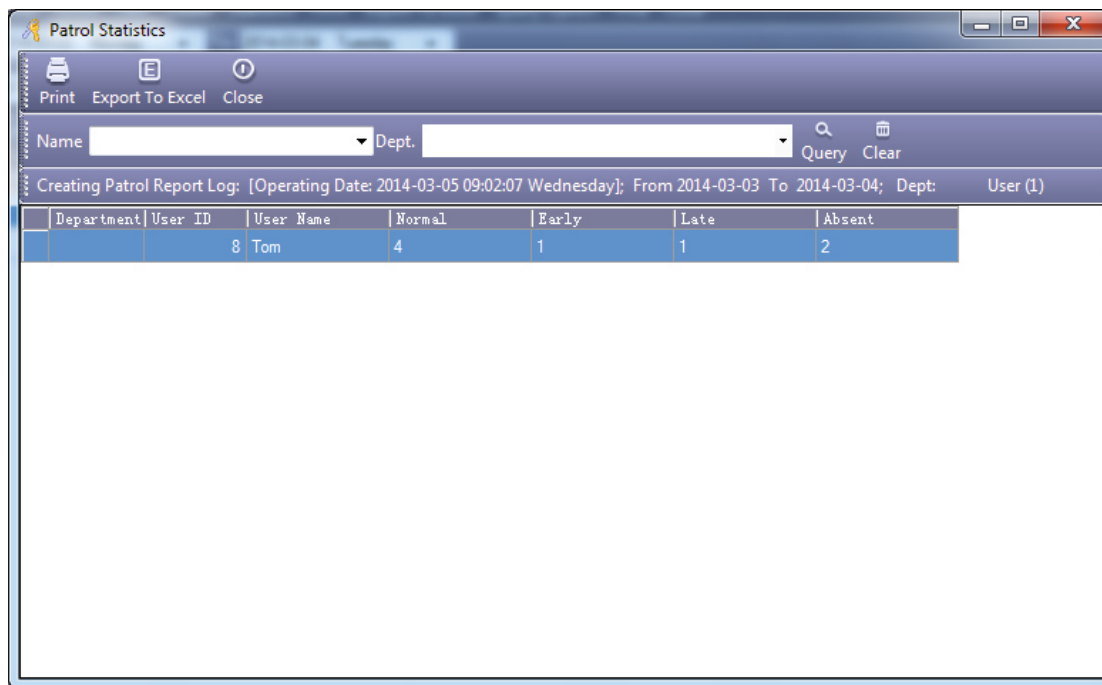 Patrol Statistics
Print Export To Excel Close
Name Dept. Query Clear
Creating Patrol Report Log: [Operating Date: 2014-03-05 09:02:07 Wednesday]; From 2014-03-03 To 2014-03-04; Dept: User (1)
Department User ID User Name Normal Early Late Absent
8 Tom 4 1 1 2